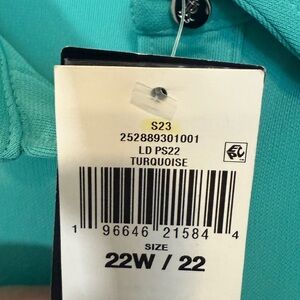 S23
252889301001
LD PS22
TURQUOISE
1 96646 21584 4
SIZE
22W / 22